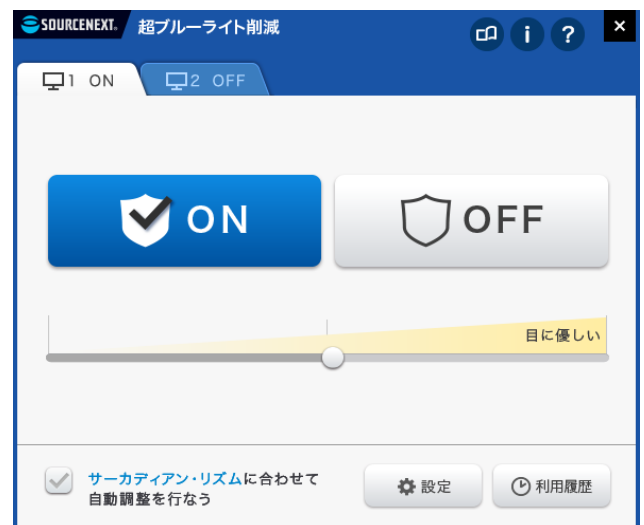 SOURCENEXT. 超ブルーライト削減
i ? ×
1 ON 2 OFF
ON OFF
目に優しい
サーカディアン・リズムに合わせて
自動調整を行なう
設定 利用履歴